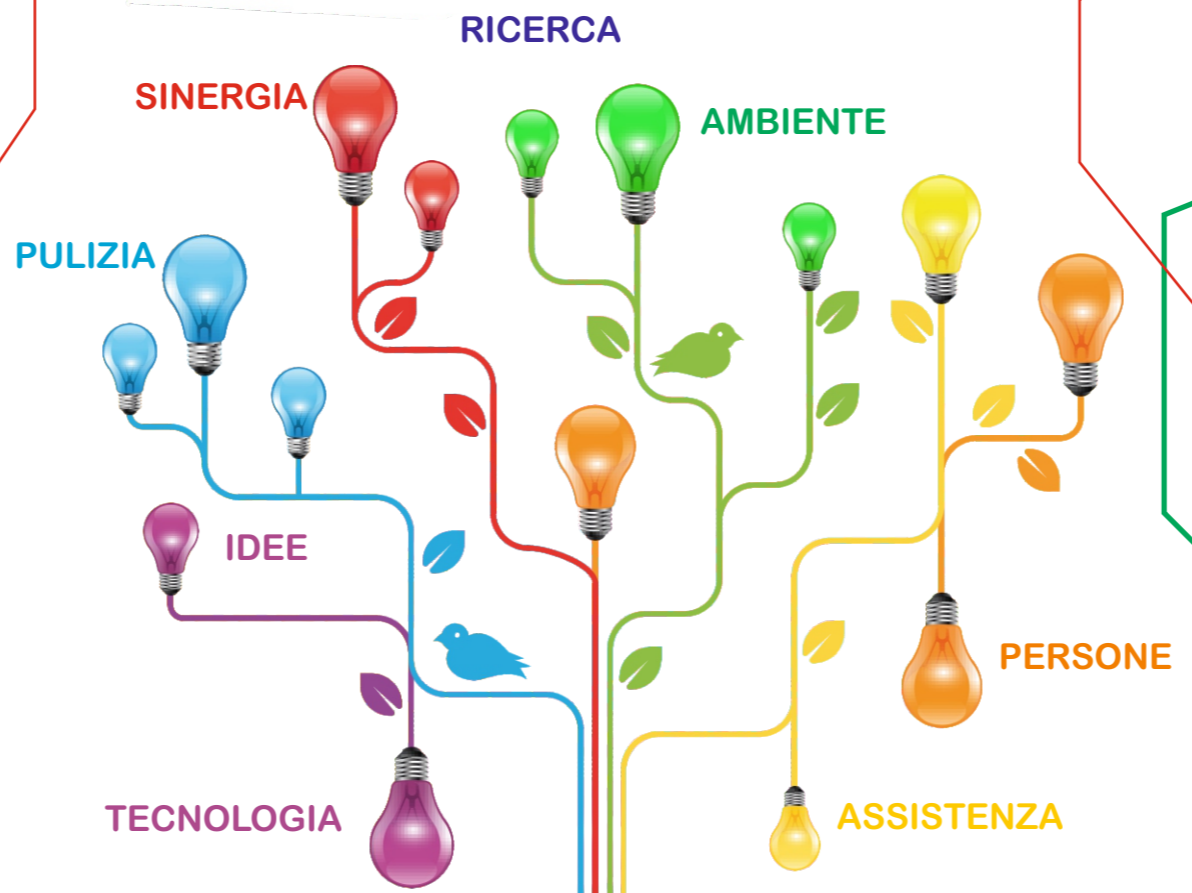 RICERCA
SINERGIA
AMBIENTE
PULIZIA
IDEE
PERSONE
TECNOLOGIA
ASSISTENZA